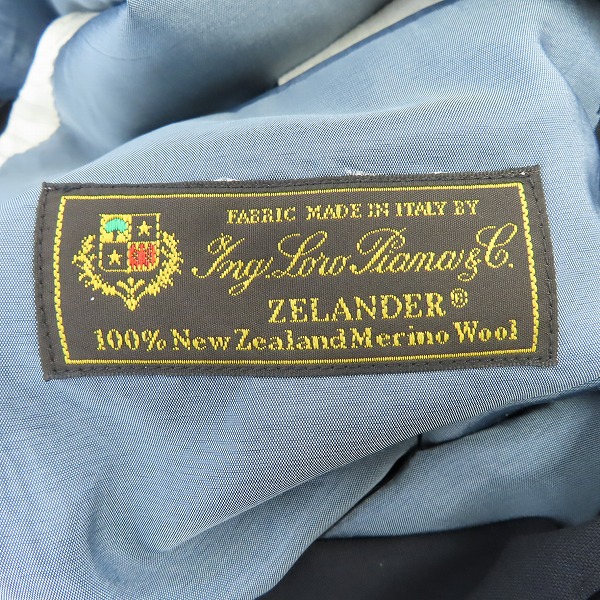 FABRIC MADE IN ITALY BY
Ing. Loro Piana & C.
ZELANDER®
100% New Zealand Merino Wool